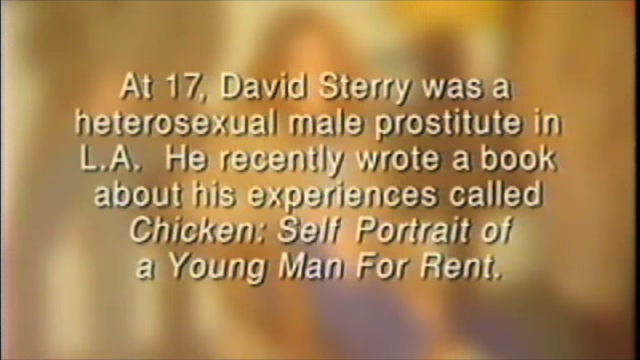 At 17, David Sterry was a
heterosexual male prostitute in
L.A. He recently wrote a book
about his experiences called
Chicken: Self Portrait of
a Young Man For Rent.